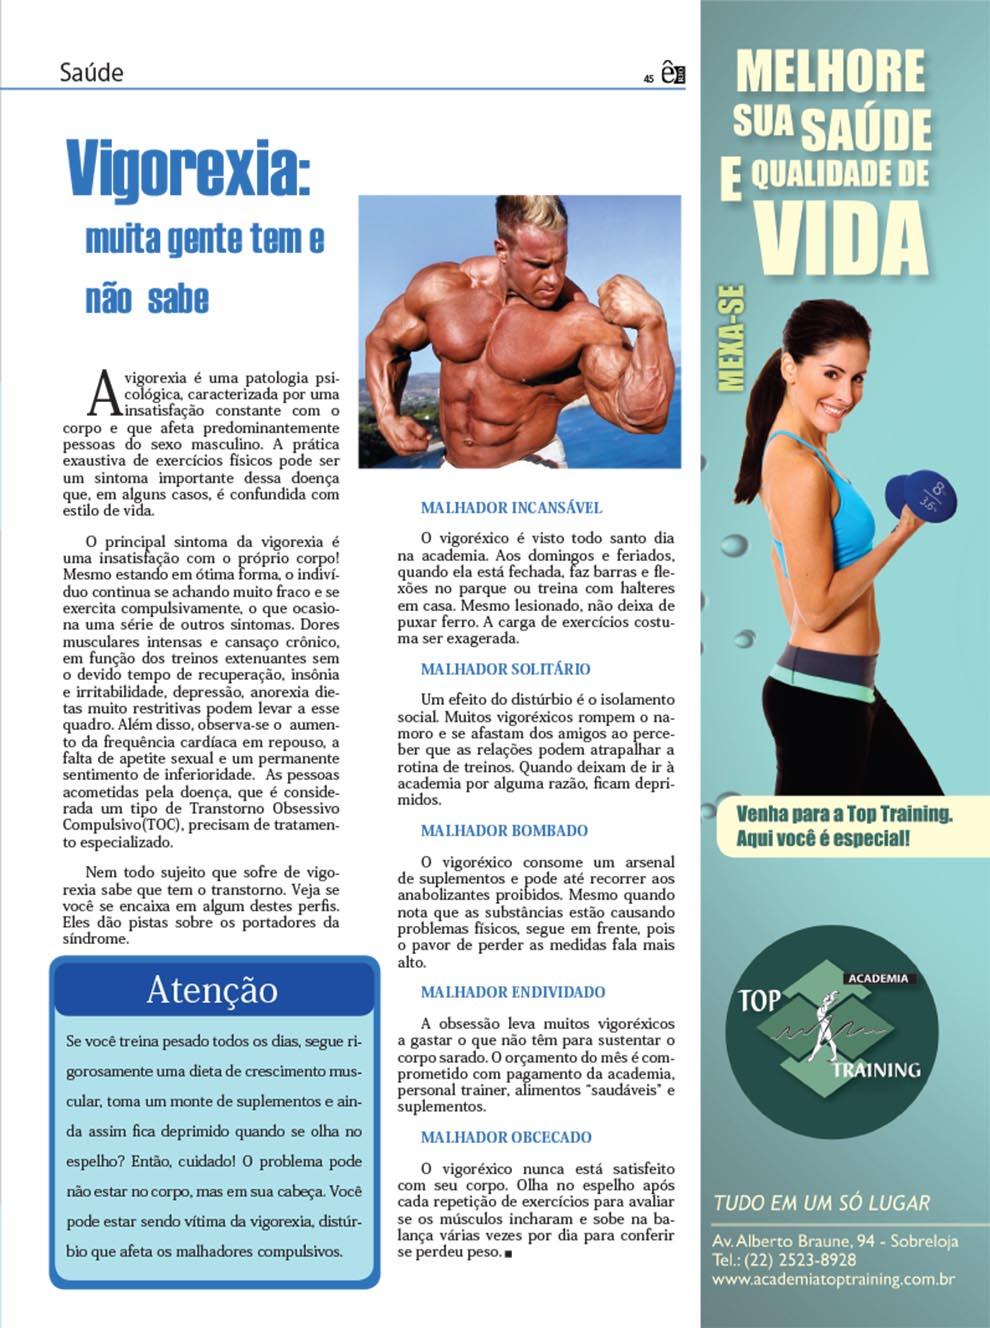 Saúde
45 ê
Vigorexia:
muita gente tem e
não sabe
A vigorexia é uma patologia psi-
cológica, caracterizada por uma
insatisfação constante com o
corpo e que afeta predominantemente
pessoas do sexo masculino. A prática
exaustiva de exercícios físicos pode ser
um sintoma importante dessa doença
que, em alguns casos, é confundida com
estilo de vida.
O principal sintoma da vigorexia é
uma insatisfação com o próprio corpo!
Mesmo estando em ótima forma, o indiví-
duo continua se achando muito fraco e se
exercita compulsivamente, o que ocasio-
na uma série de outros sintomas. Dores
musculares intensas e cansaço crônico,
em função dos treinos extenuantes sem
o devido tempo de recuperação, insônia
e irritabilidade, depressão, anorexia die-
tas muito restritivas podem levar a esse
quadro. Além disso, observa-se o aumen-
to da frequência cardíaca em repouso, a
falta de apetite sexual e um permanente
sentimento de inferioridade. As pessoas
acometidas pela doença, que é conside-
rada um tipo de Transtorno Obsessivo
Compulsivo(TOC), precisam de tratamen-
to especializado.
Nem todo sujeito que sofre de vigo-
rexia sabe que tem o transtorno. Veja se
você se encaixa em algum destes perfis.
Eles dão pistas sobre os portadores da
síndrome.
Atenção
Se você treina pesado todos os dias, segue ri-
gorosamente uma dieta de crescimento mus-
cular, toma um monte de suplementos e ain-
da assim fica deprimido quando se olha no
espelho? Então, cuidado! O problema pode
não estar no corpo, mas em sua cabeça. Você
pode estar sendo vítima da vigorexia, distúr-
bio que afeta os malhadores compulsivos.
MALHADOR INCANSÁVEL
O vigoréxico é visto todo santo dia
na academia. Aos domingos e feriados,
quando ela está fechada, faz barras e fle-
xões no parque ou treina com halteres
em casa. Mesmo lesionado, não deixa de
puxar ferro. A carga de exercícios costu-
ma ser exagerada.
MALHADOR SOLITÁRIO
Um efeito do distúrbio é o isolamento
social. Muitos vigoréxicos rompem o na-
moro e se afastam dos amigos ao perce-
ber que as relações podem atrapalhar a
rotina de treinos. Quando deixam de ir à
academia por alguma razão, ficam depri-
midos.
MALHADOR BOMBADO
O vigoréxico consome um arsenal
de suplementos e pode até recorrer aos
anabolizantes proibidos. Mesmo quando
nota que as substâncias estão causando
problemas físicos, segue em frente, pois
o pavor de perder as medidas fala mais
alto.
MALHADOR ENDIVIDADO
A obsessão leva muitos vigoréxicos
a gastar o que não têm para sustentar o
corpo sarado. O orçamento do mês é com-
prometido com pagamento da academia,
personal trainer, alimentos “saudáveis” e
suplementos.
MALHADOR OBCECADO
O vigoréxico nunca está satisfeito
com seu corpo. Olha no espelho após
cada repetição de exercícios para avaliar
se os músculos incharam e sobe na ba-
lança várias vezes por dia para conferir
se perdeu peso.
MELHORE
SUA SAÚDE
E QUALIDADE DE
VIDA
MEXA-SE
8
3.6
Venha para a Top Training.
Aqui você é especial!
ACADEMIA
TOP
TRAINING
TUDO EM UM SÓ LUGAR
Av. Alberto Braune, 94 - Sobreloja
Tel.: (22) 2523-8928
www.academiatoptraining.com.br